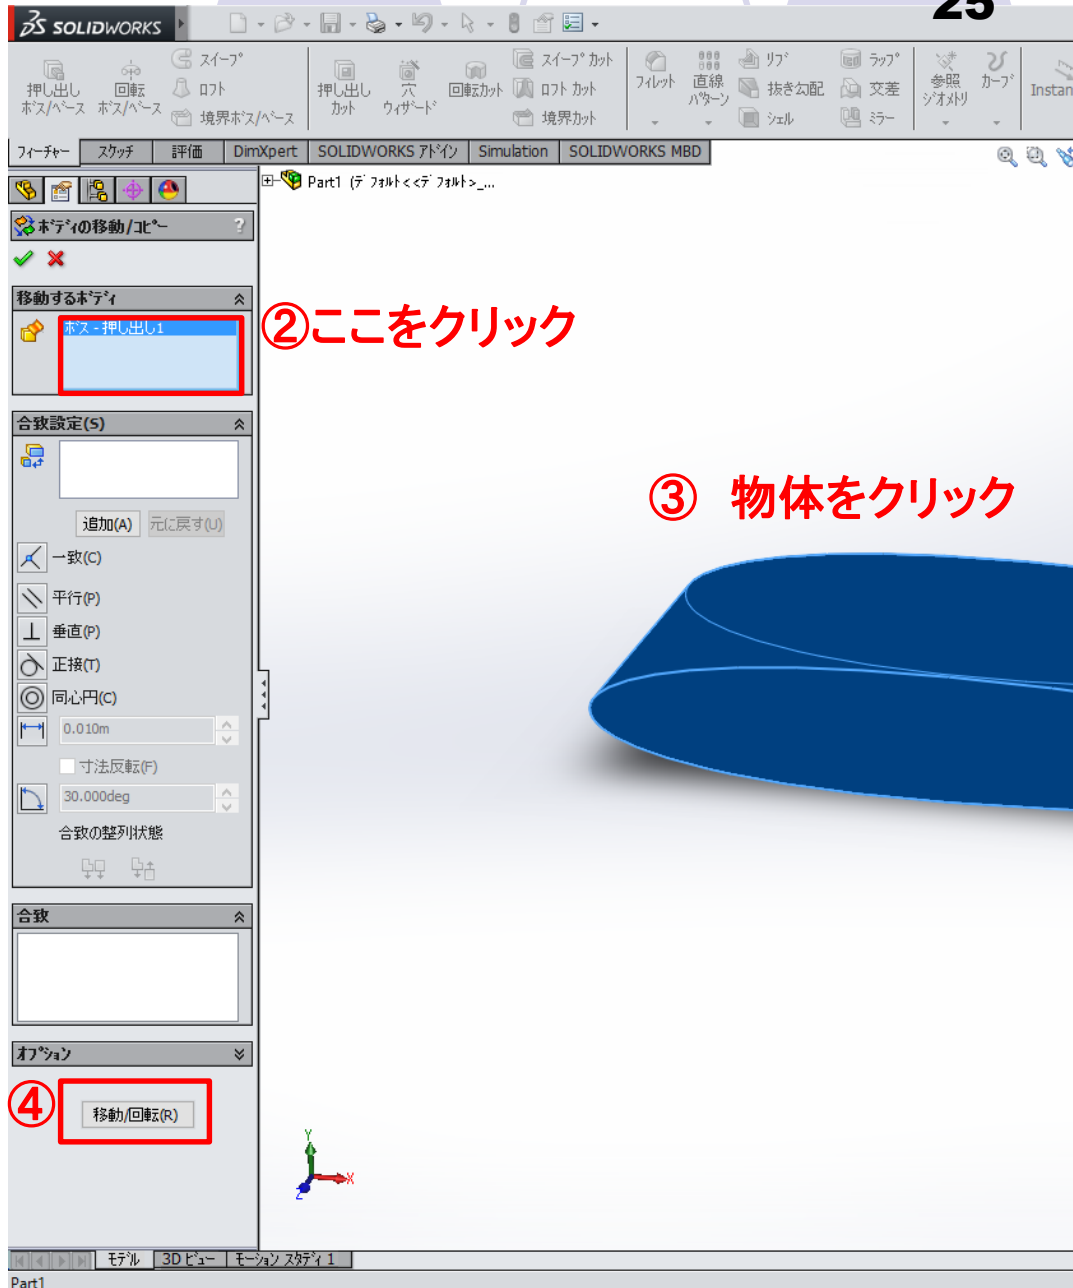 25
SOLIDWORKS
押し出し ボス/ベース
回転 ボス/ベース
スイープ
ロフト
境界ボス/ベース
押し出し カット
穴 ウィザード
回転カット
スイープ カット
ロフト カット
境界カット
フィレット
直線 パターン
リブ
抜き勾配
シェル
ラップ
交差
ミラー
参照 ジオメトリ
カーブ
Instan
フィーチャー
スケッチ
評価
DimXpert
SOLIDWORKS アドイン
Simulation
SOLIDWORKS MBD
Part1 (デフォルト<<デフォルト>_...
ボディの移動/コピー
?
移動するボディ
ボス - 押し出し1
②ここをクリック
合致設定(S)
③ 物体をクリック
追加(A) 元に戻す(U)
一致(C)
平行(P)
垂直(P)
正接(T)
同心円(C)
0.010m
寸法反転(F)
30.000deg
合致の整列状態
合致
オプション
④
移動/回転(R)
Y
X
Z
モデル
3D ビュー
モーション スタディ 1
Part1